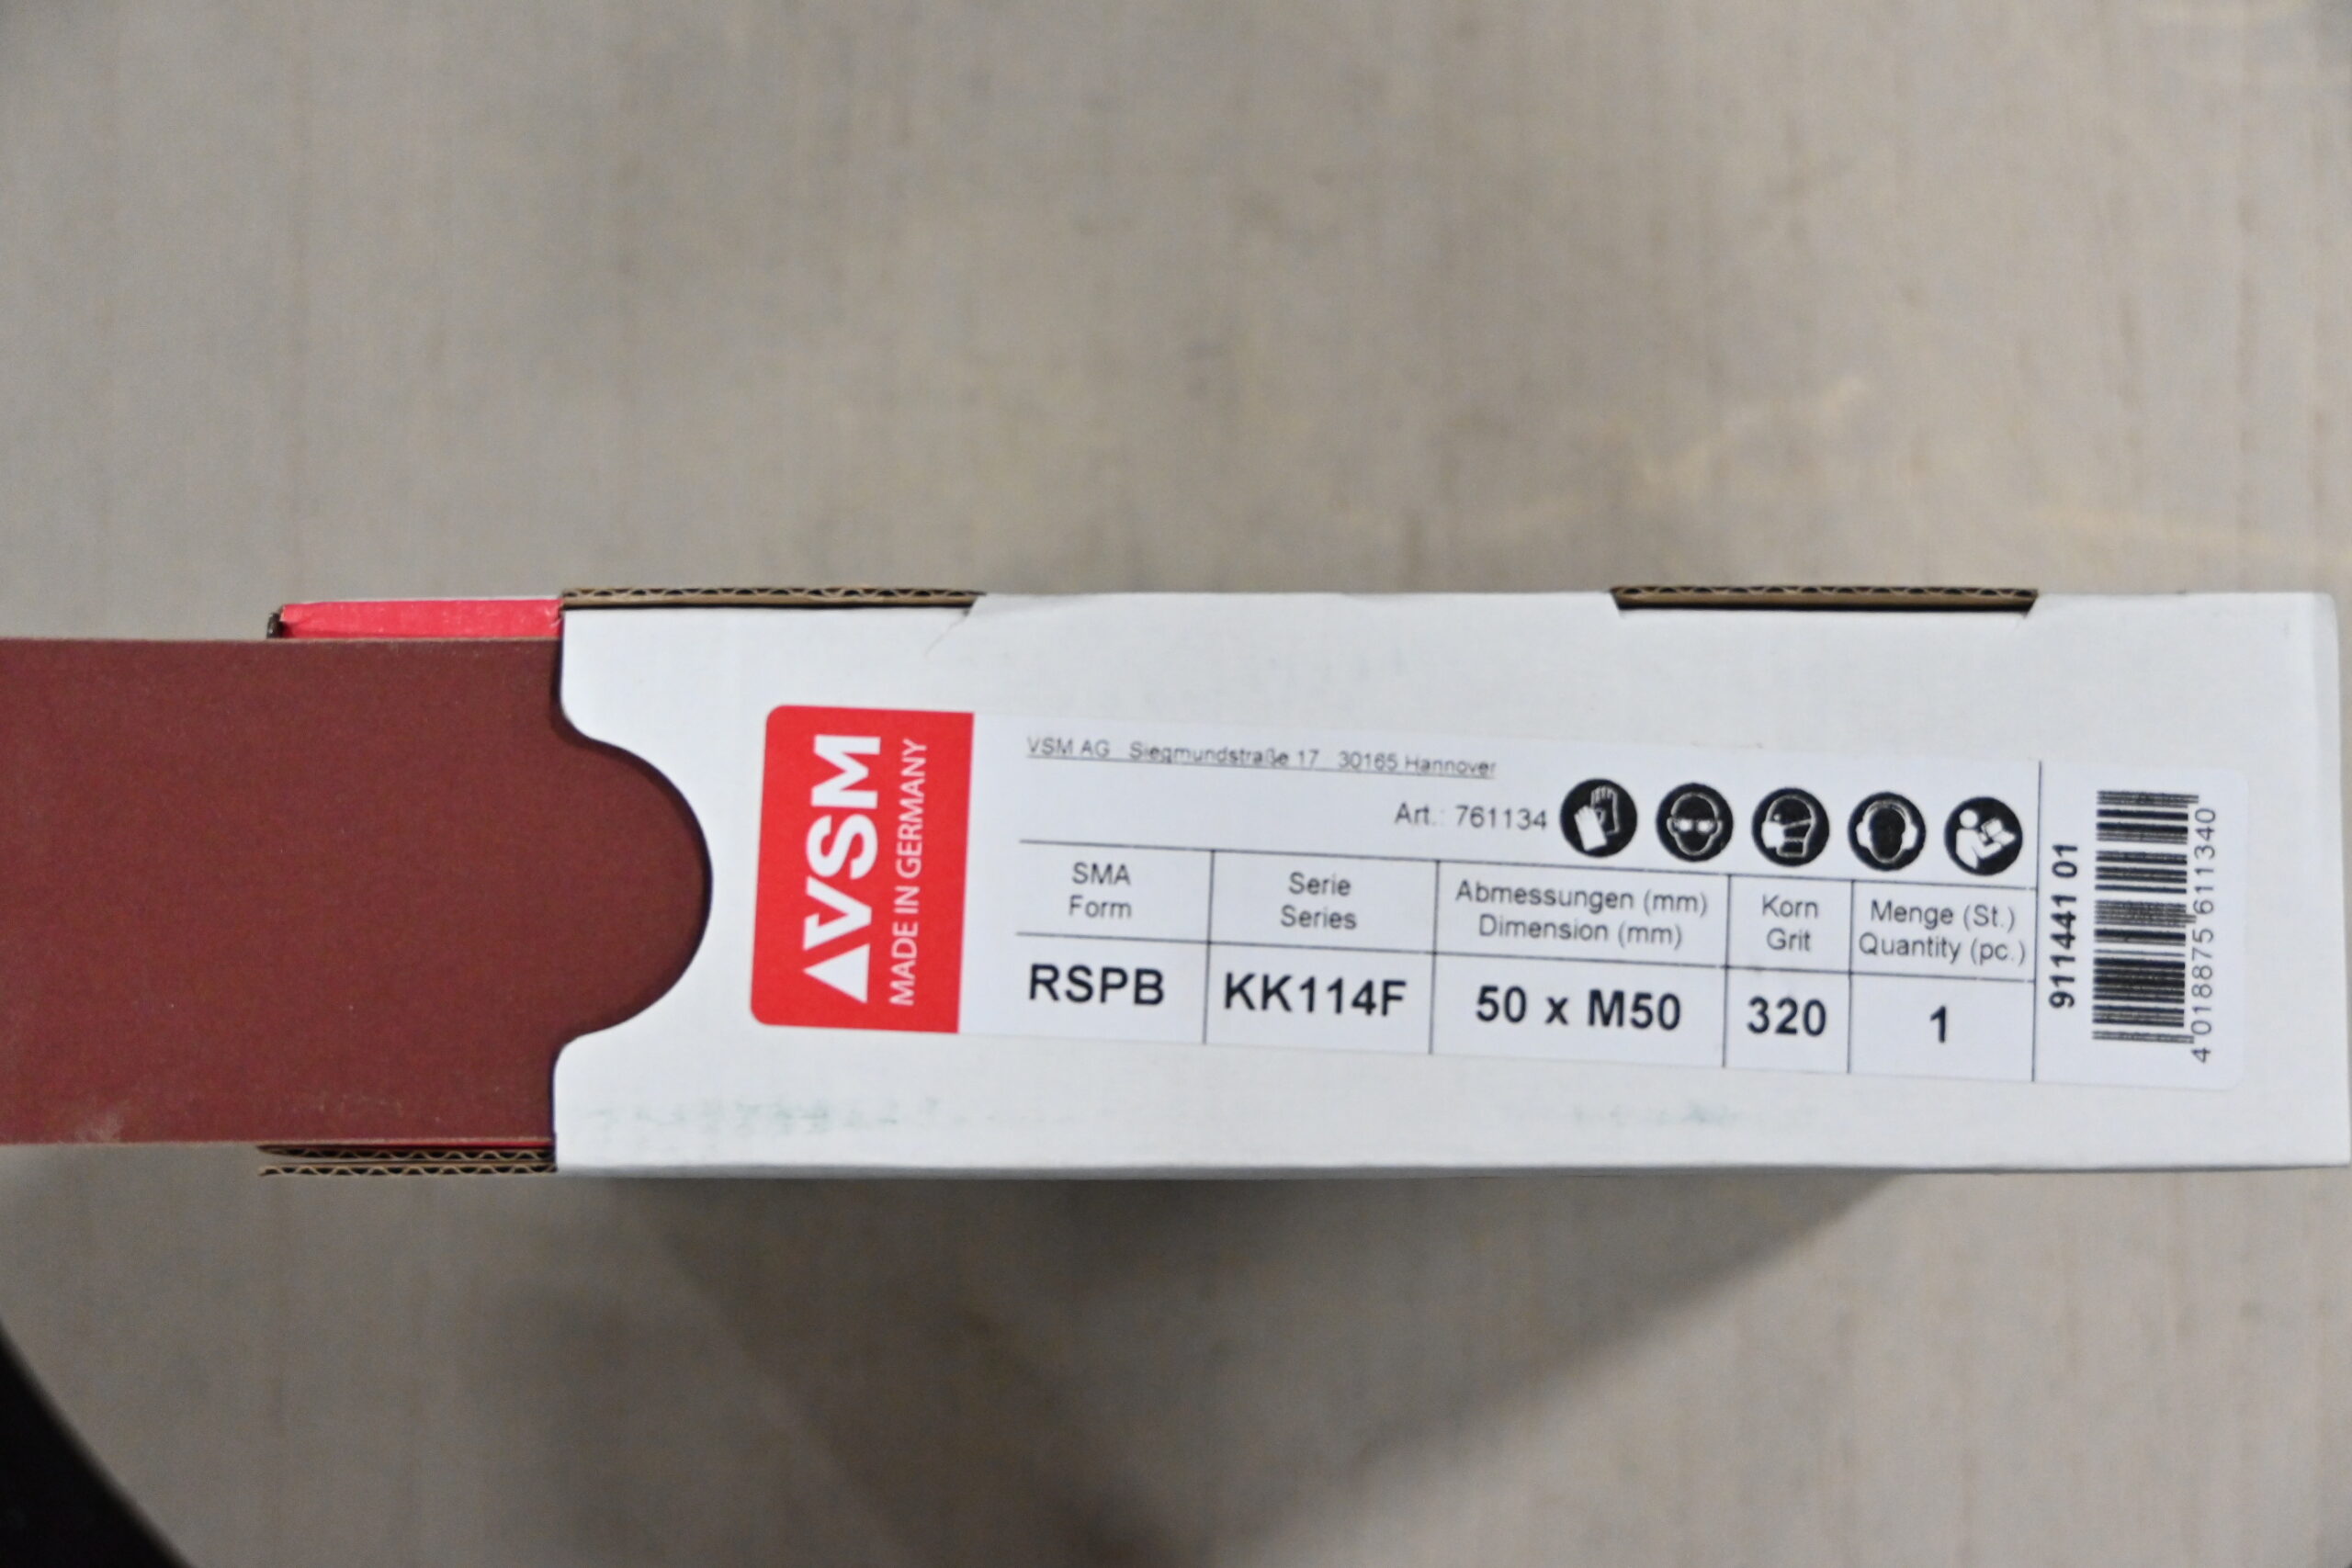 VSM
MADE IN GERMANY
VSM AG Siegmundstraße 17 30165 Hannover
Art.: 761134
SMA
Form
Serie
Series
Abmessungen (mm)
Dimension (mm)
Korn
Grit
Menge (St.)
Quantity (pc.)
RSPB
KK114F
50 x M50
320
1
911441 01
4 018875 611340